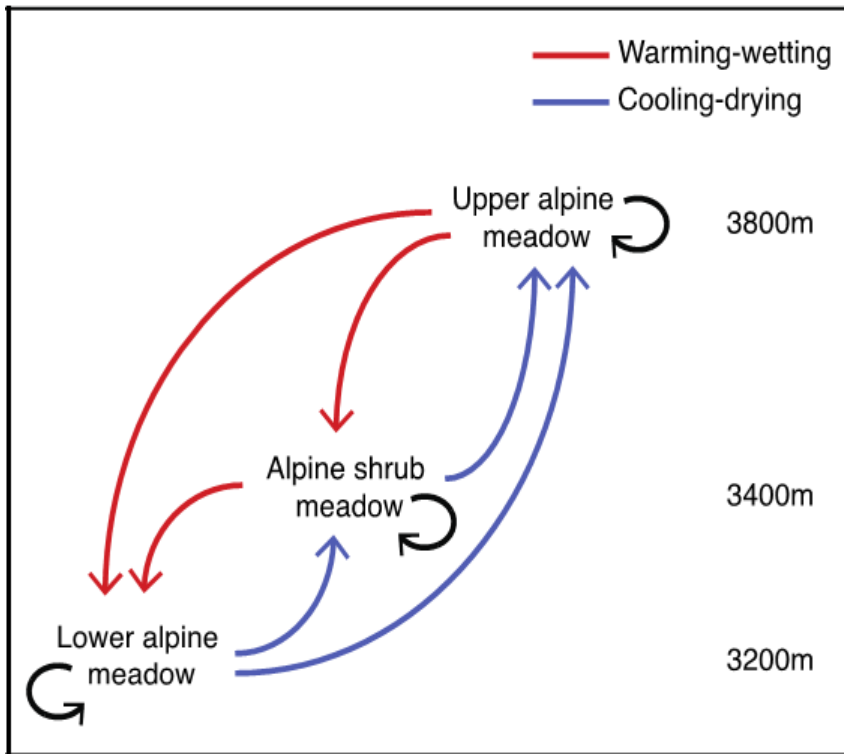 Warming-wetting
Cooling-drying
Upper alpine
meadow
3800m
Alpine shrub
meadow
3400m
Lower alpine
meadow
3200m